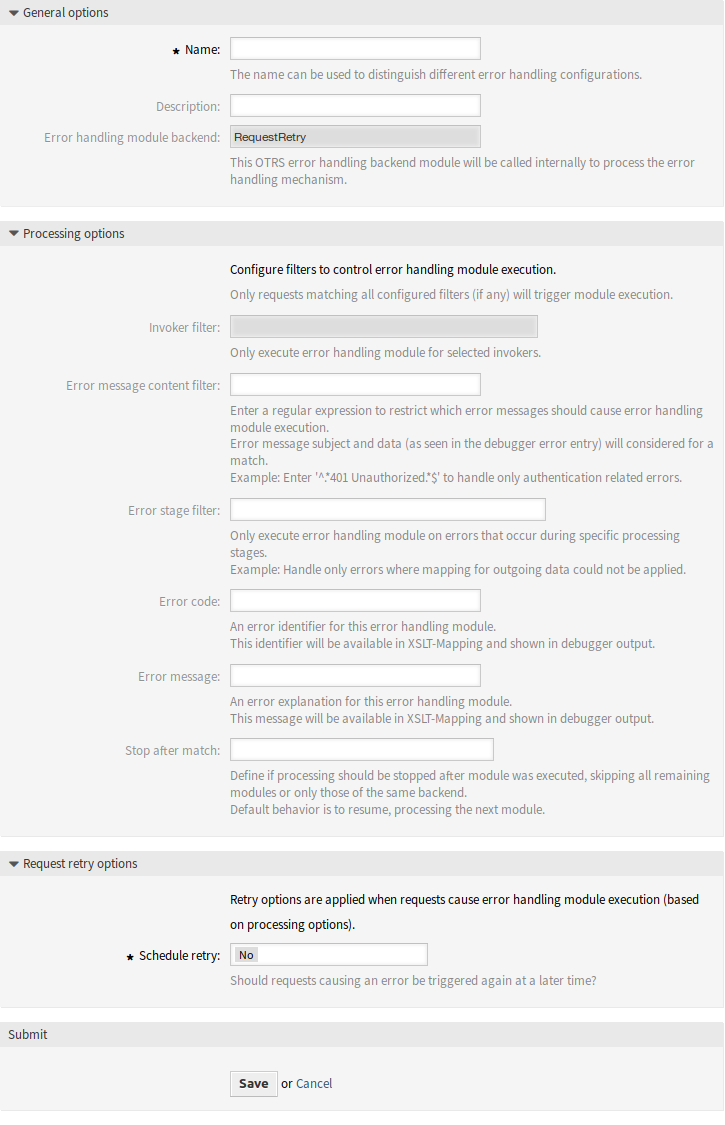 General options
★ Name:
The name can be used to distinguish different error handling configurations.
Description:
Error handling module backend: RequestRetry
This OTRS error handling backend module will be called internally to process the error
handling mechanism.
Processing options
Configure filters to control error handling module execution.
Only requests matching all configured filters (if any) will trigger module execution.
Invoker filter:
Only execute error handling module for selected invokers.
Error message content filter:
Enter a regular expression to restrict which error messages should cause error handling
module execution.
Error message subject and data (as seen in the debugger error entry) will considered for a
match.
Example: Enter '^.*401 Unauthorized.*$' to handle only authentication related errors.
Error stage filter:
Only execute error handling module on errors that occur during specific processing
stages.
Example: Handle only errors where mapping for outgoing data could not be applied.
Error code:
An error identifier for this error handling module.
This identifier will be available in XSLT-Mapping and shown in debugger output.
Error message:
An error explanation for this error handling module.
This message will be available in XSLT-Mapping and shown in debugger output.
Stop after match:
Define if processing should be stopped after module was executed, skipping all remaining
modules or only those of the same backend.
Default behavior is to resume, processing the next module.
Request retry options
Retry options are applied when requests cause error handling module execution (based
on processing options).
★ Schedule retry: No
Should requests causing an error be triggered again at a later time?
Submit
Save or Cancel